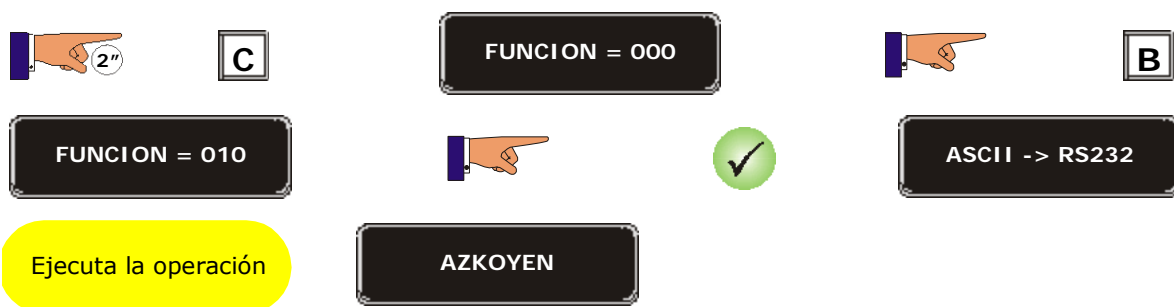 2"
C
FUNCION = 000
B
FUNCION = 010
ASCII -> RS232
Ejecuta la operación
AZKOYEN